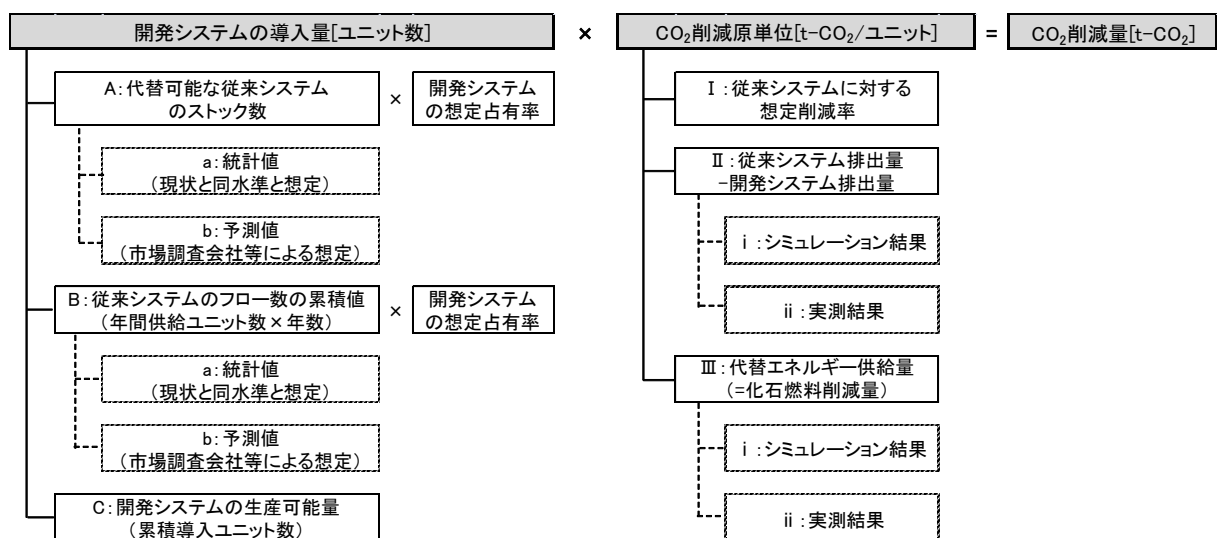 開発システムの導入量[ユニット数]
×
CO₂削減原単位[t-CO₂/ユニット]
=
CO₂削減量[t-CO₂]
A:代替可能な従来システム
のストック数
×
開発システム
の想定占有率
a:統計値
(現状と同水準と想定)
b:予測値
(市場調査会社等による想定)
B:従来システムのフロー数の累積値
(年間供給ユニット数×年数)
×
開発システム
の想定占有率
a:統計値
(現状と同水準と想定)
b:予測値
(市場調査会社等による想定)
C:開発システムの生産可能量
(累積導入ユニット数)
Ⅰ:従来システムに対する
想定削減率
Ⅱ:従来システム排出量
-開発システム排出量
ⅰ:シミュレーション結果
ⅱ:実測結果
Ⅲ:代替エネルギー供給量
(=化石燃料削減量)
ⅰ:シミュレーション結果
ⅱ:実測結果